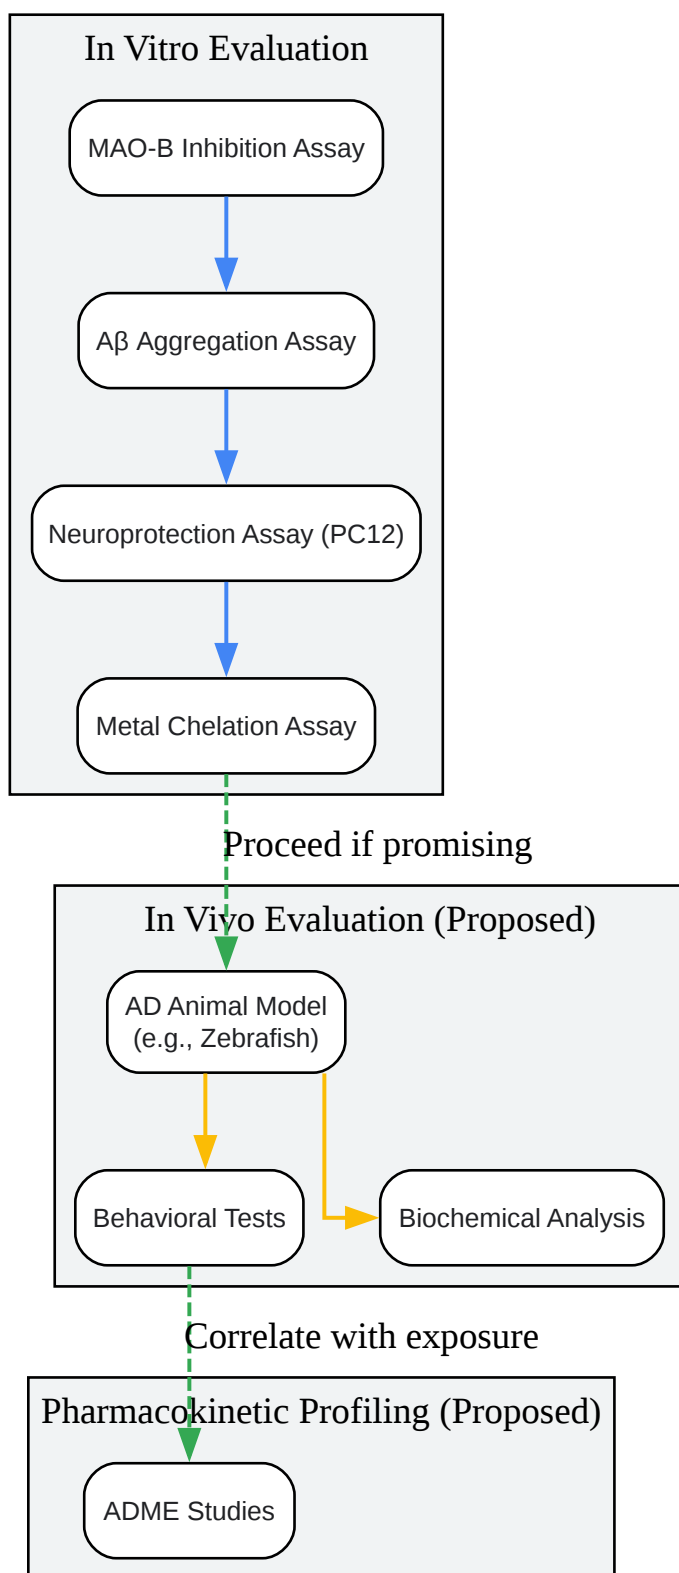 In Vitro Evaluation
MAO-B Inhibition Assay
Aβ Aggregation Assay
Neuroprotection Assay (PC12)
Metal Chelation Assay
Proceed if promising
In Vivo Evaluation (Proposed)
AD Animal Model
(e.g., Zebrafish)
Behavioral Tests
Biochemical Analysis
Correlate with exposure
Pharmacokinetic Profiling (Proposed)
ADME Studies